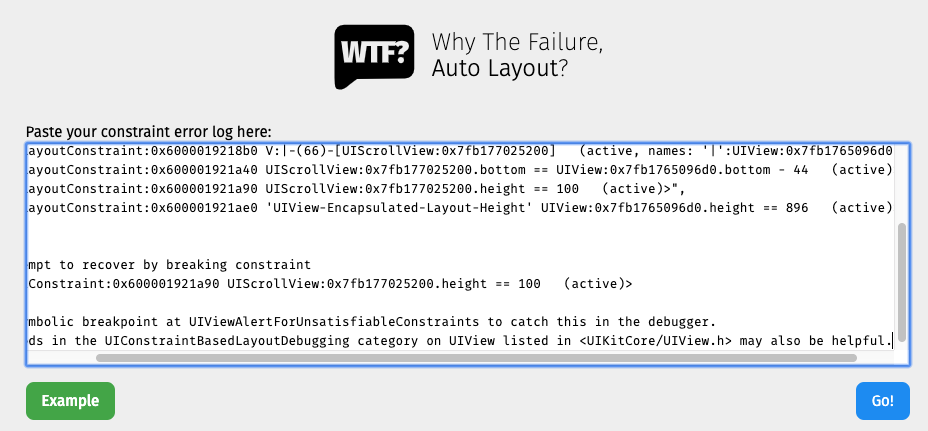 WTF?
Why The Failure,
Auto Layout?
Paste your constraint error log here:
ayoutConstraint:0x6000019218b0 V:|-(66)-[UIScrollView:0x7fb177025200]   (active, names: '|':UIView:0x7fb1765096d0
ayoutConstraint:0x600001921a40 UIScrollView:0x7fb177025200.bottom == UIView:0x7fb1765096d0.bottom - 44   (active)
ayoutConstraint:0x600001921a90 UIScrollView:0x7fb177025200.height == 100   (active)>",
ayoutConstraint:0x600001921ae0 'UIView-Encapsulated-Layout-Height' UIView:0x7fb1765096d0.height == 896   (active)
mpt to recover by breaking constraint
Constraint:0x600001921a90 UIScrollView:0x7fb177025200.height == 100   (active)>
mbolic breakpoint at UIViewAlertForUnsatisfiableConstraints to catch this in the debugger.
ds in the UIConstraintBasedLayoutDebugging category on UIView listed in <UIKitCore/UIView.h> may also be helpful.
Example
Go!